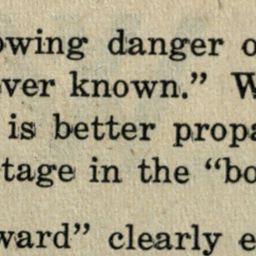 owing danger o
ver known.” W
is better propa
tage in the “bo
ward” clearly e